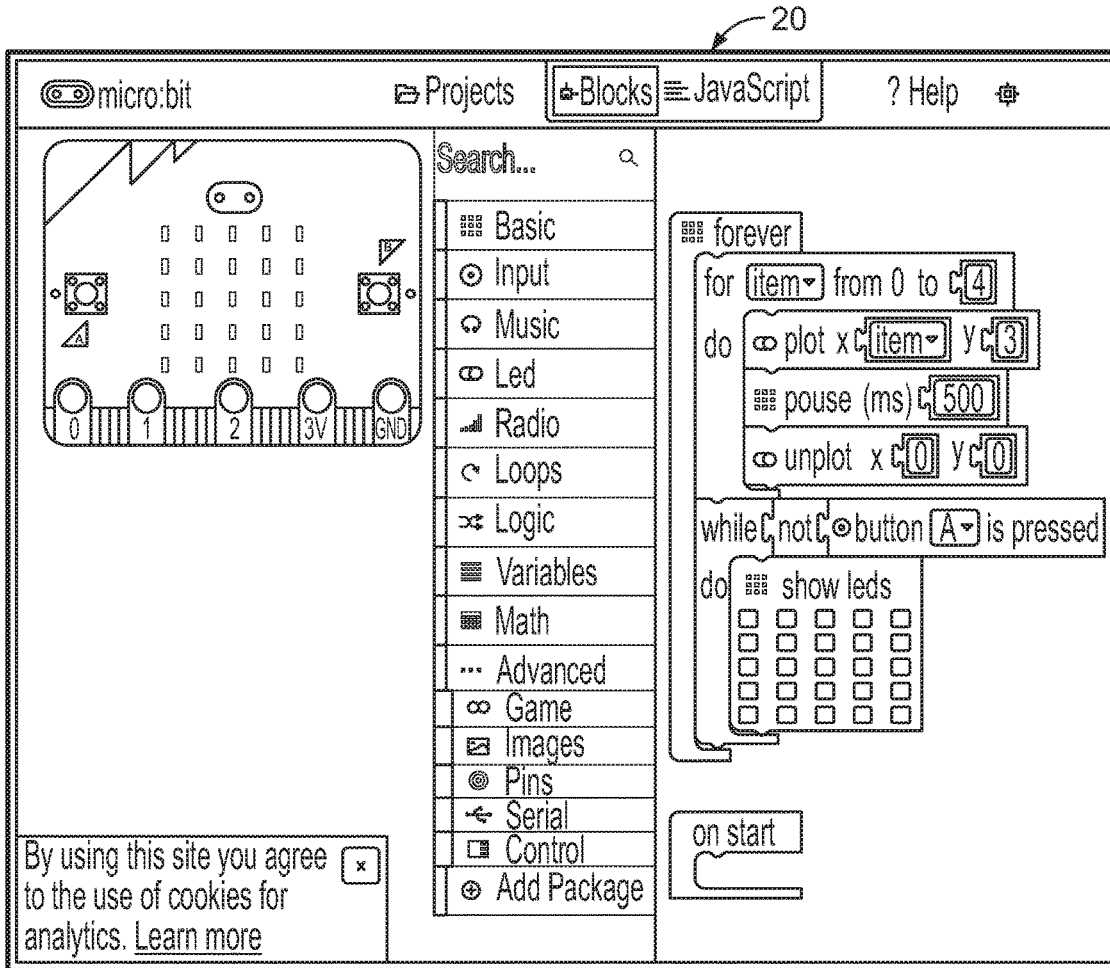 20
micro:bit Projects Blocks JavaScript ? Help
B
A
0 1 2 3V GND
Search...
Basic
Input
Music
Led
Radio
Loops
Logic
Variables
Math
Advanced
Game
Images
Pins
Serial
Control
Add Package
forever
for item from 0 to 4
do plot x item y 3
pouse (ms) 500
unplot x 0 y 0
while not button A is pressed
do show leds
on start
By using this site you agree
to the use of cookies for
analytics. Learn more
x